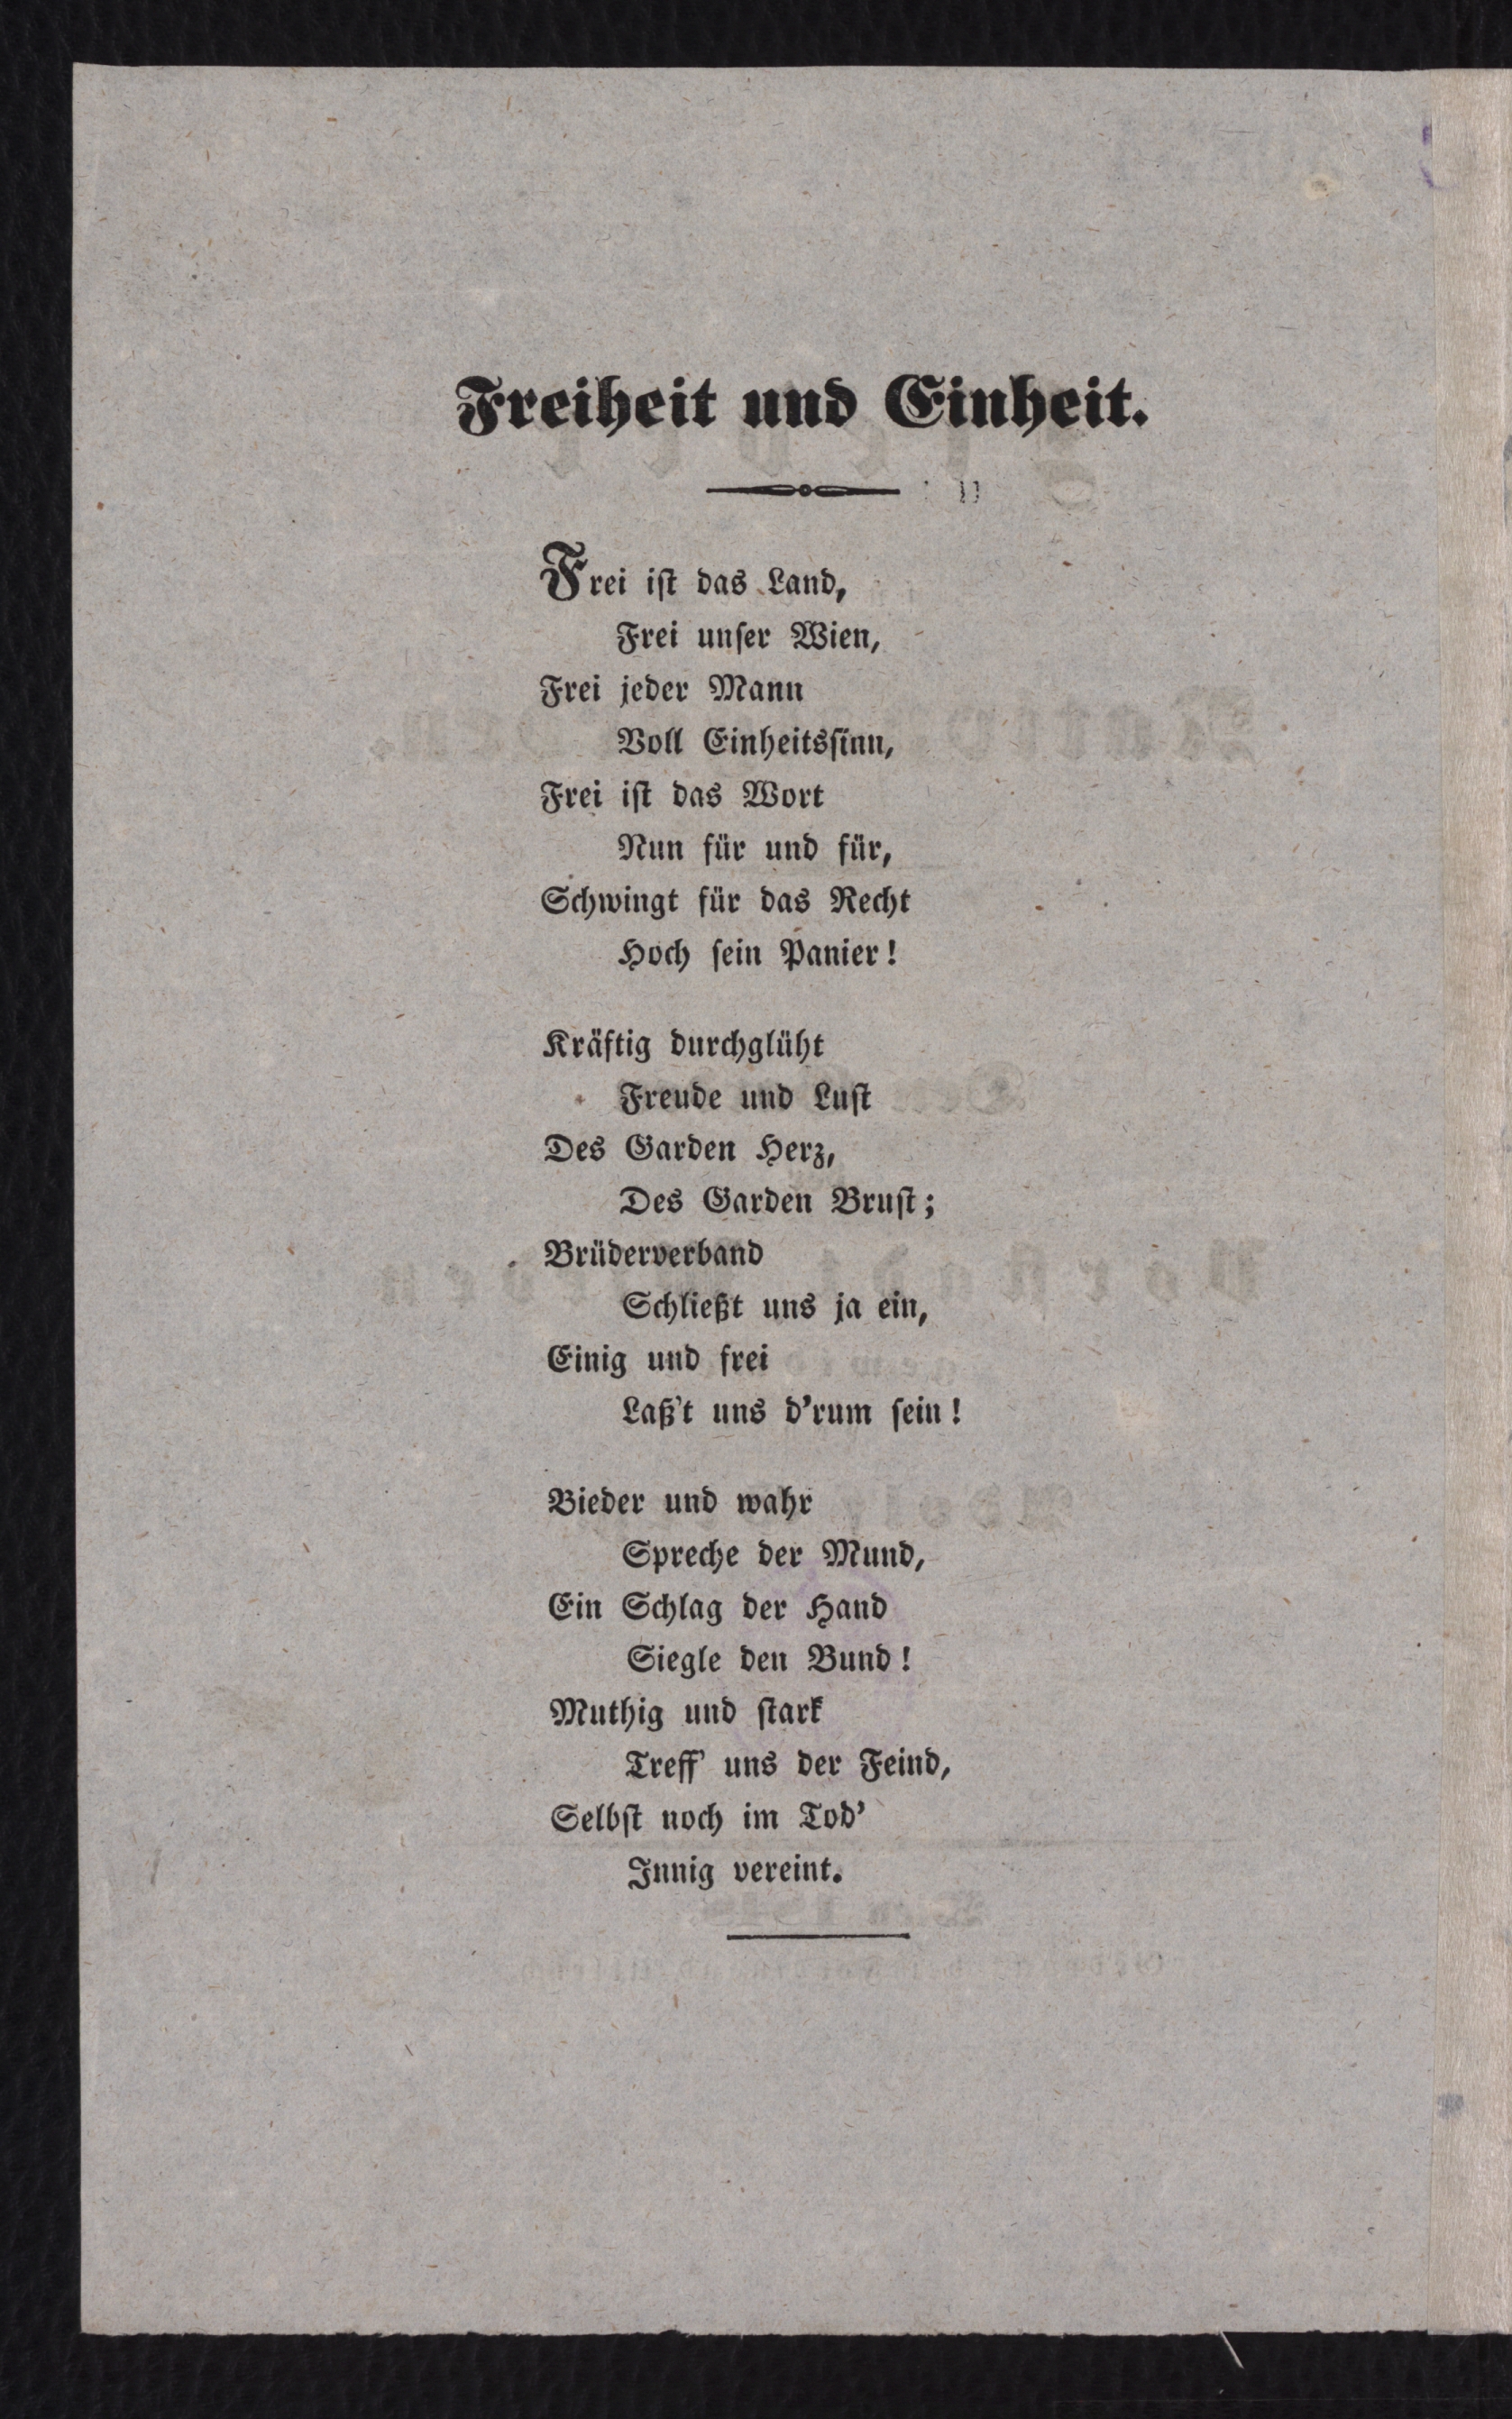 Freiheit und Einheit.
Frei iſt das Land,
Frei unſer Wien,
Frei jeder Mann
Voll Einheitsſinn,
Frei iſt das Wort
Nun für und für,
Schwingt für das Recht
Hoch ſein Panier!
Kräftig durchglüht
Freude und Luſt
Des Garden Herz,
Des Garden Bruſt;
Brüderverband
Schließt uns ja ein,
Einig und frei
Laß't uns d'rum ſein!
Bieder und wahr
Spreche der Mund,
Ein Schlag der Hand
Siegle den Bund!
Muthig und ſtark
Treff' uns der Feind,
Selbſt noch im Tod'
Innig vereint.